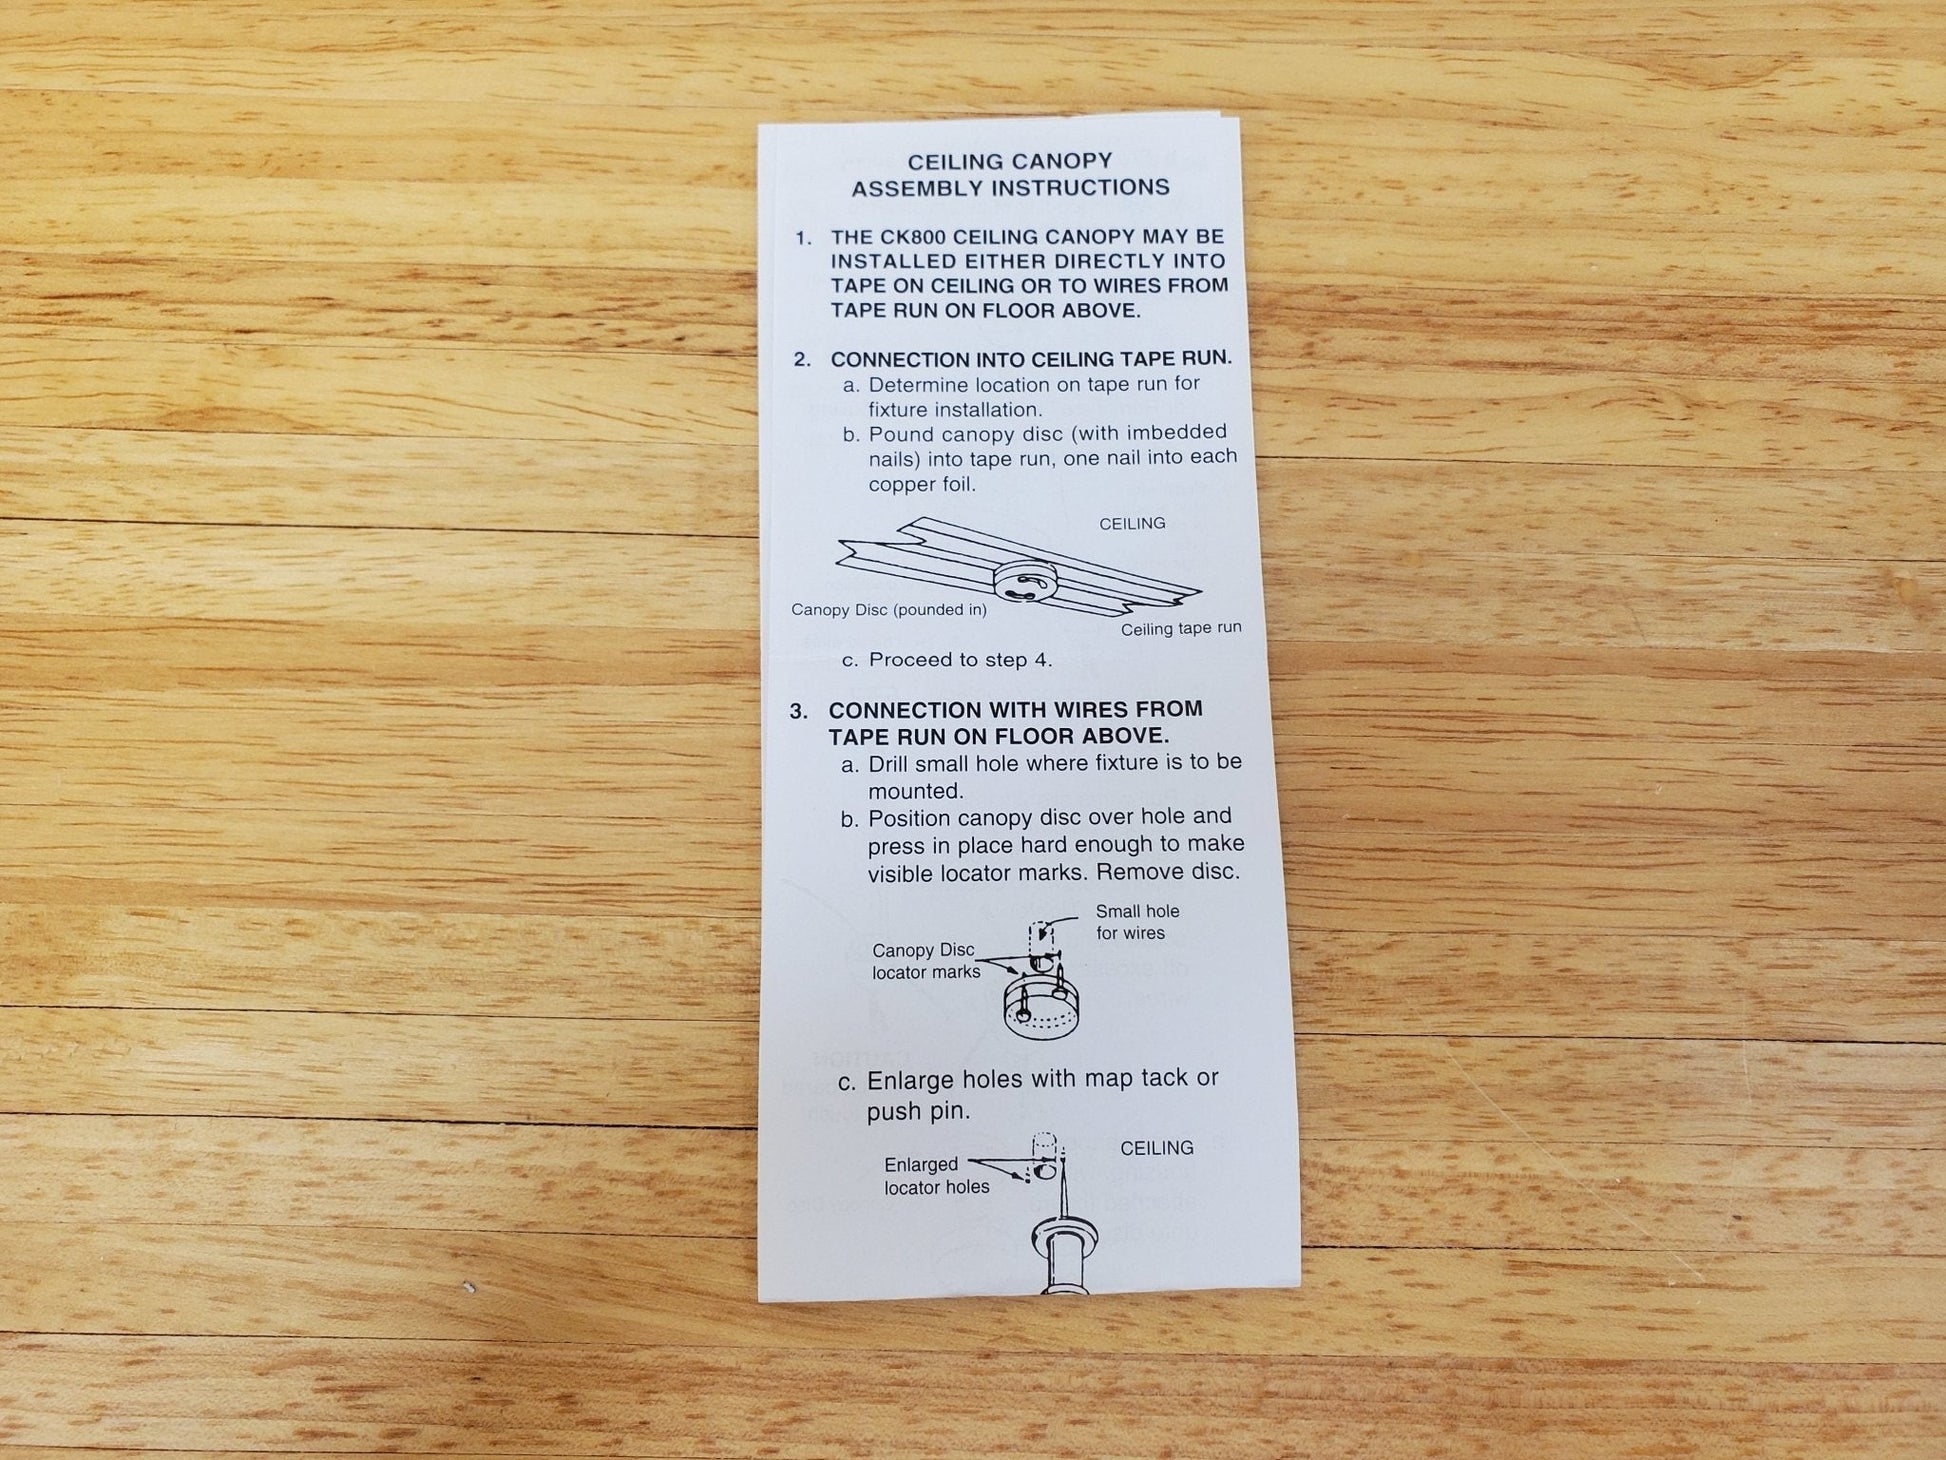 CEILING CANOPY
ASSEMBLY INSTRUCTIONS
1. THE CK800 CEILING CANOPY MAY BE
INSTALLED EITHER DIRECTLY INTO
TAPE ON CEILING OR TO WIRES FROM
TAPE RUN ON FLOOR ABOVE.
2. CONNECTION INTO CEILING TAPE RUN.
a. Determine location on tape run for
fixture installation.
b. Pound canopy disc (with imbedded
nails) into tape run, one nail into each
copper foil.
CEILING
Canopy Disc (pounded in)
Ceiling tape run
c. Proceed to step 4.
3. CONNECTION WITH WIRES FROM
TAPE RUN ON FLOOR ABOVE.
a. Drill small hole where fixture is to be
mounted.
b. Position canopy disc over hole and
press in place hard enough to make
visible locator marks. Remove disc.
Small hole
for wires
Canopy Disc
locator marks
c. Enlarge holes with map tack or
push pin.
CEILING
Enlarged
locator holes